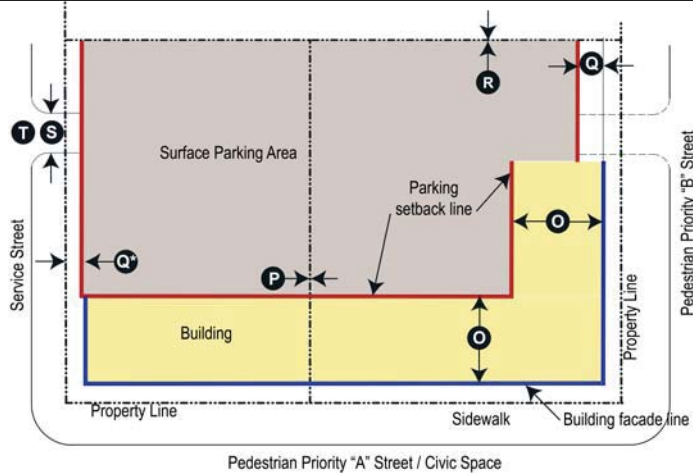 Q
R
T S
Surface Parking Area
Parking
setback line
O
Pedestrian Priority "B" Street
Service Street
Q*
P
Property Line
Building
O
Property Line
Sidewalk
Building facade line
Pedestrian Priority "A" Street / Civic Space